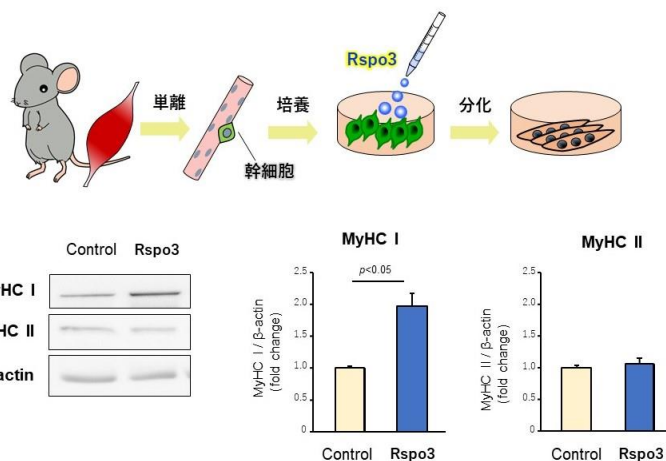 Rspo3
単離
培養
分化
幹細胞
Control Rspo3
yHC I
HC II
actin
MyHC I
p<0.05
MyHC I / β-actin
(fold change)
2.5
2.0
1.5
1.0
0.5
0
Control Rspo3
MyHC II
MyHC II / β-actin
(fold change)
2.5
2.0
1.5
1.0
0.5
0
Control Rspo3